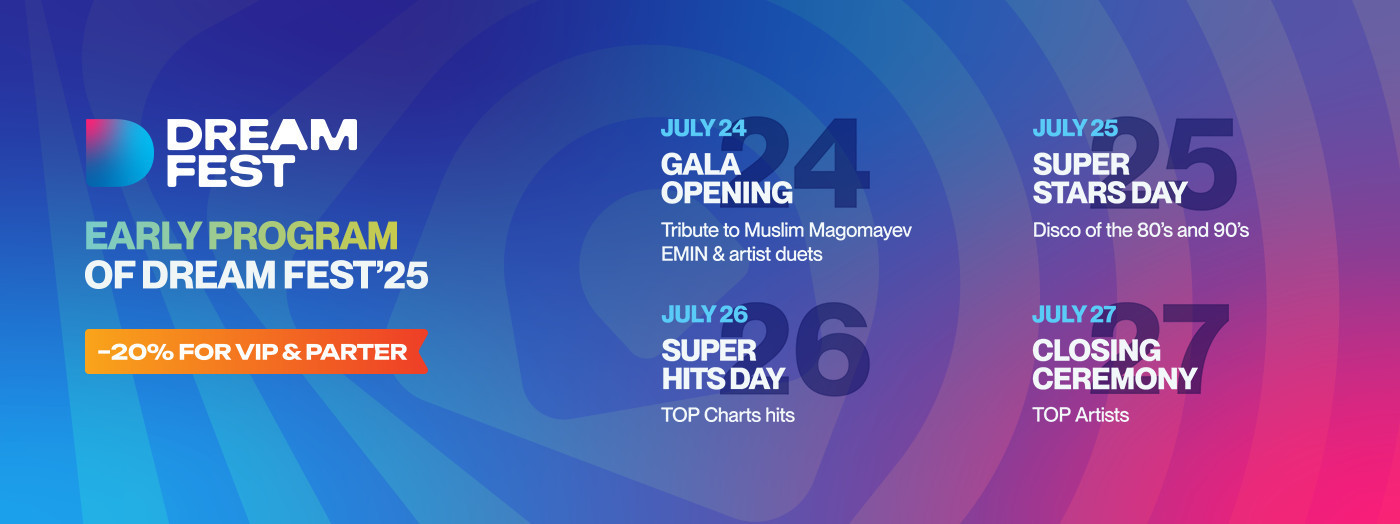 DREAM
FEST
EARLY PROGRAM
OF DREAM FEST'25
–20% FOR VIP & PARTER
24
JULY 24
GALA
OPENING
Tribute to Muslim Magomayev
EMIN & artist duets
25
JULY 25
SUPER
STARS DAY
Disco of the 80's and 90's
26
JULY 26
SUPER
HITS DAY
TOP Charts hits
27
JULY 27
CLOSING
CEREMONY
TOP Artists